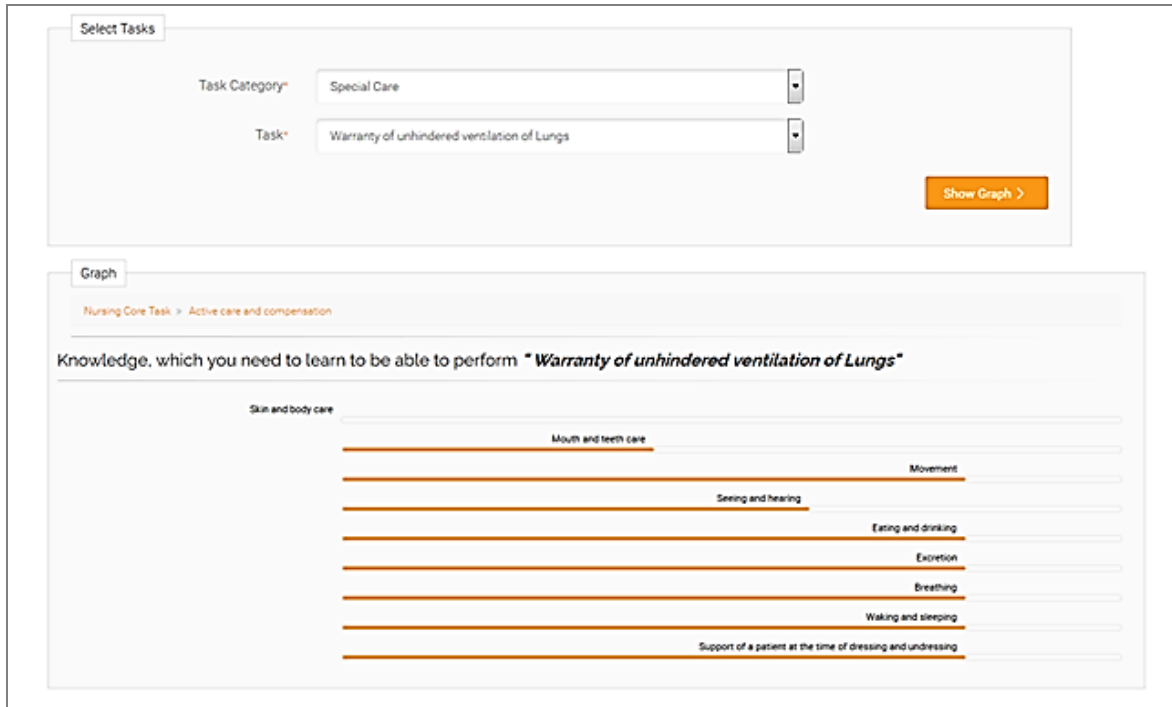 Select Tasks
Task Category*
Special Care
Task*
Warranty of unhindered ventilation of Lungs
Show Graph >
Graph
Nursing Core Task » Active care and compensation
Knowledge, which you need to learn to be able to perform " Warranty of unhindered ventilation of Lungs"
Skin and body care
Mouth and teeth care
Movement
Seeing and hearing
Eating and drinking
Excretion
Breathing
Waking and sleeping
Support of a patient at the time of dressing and undressing